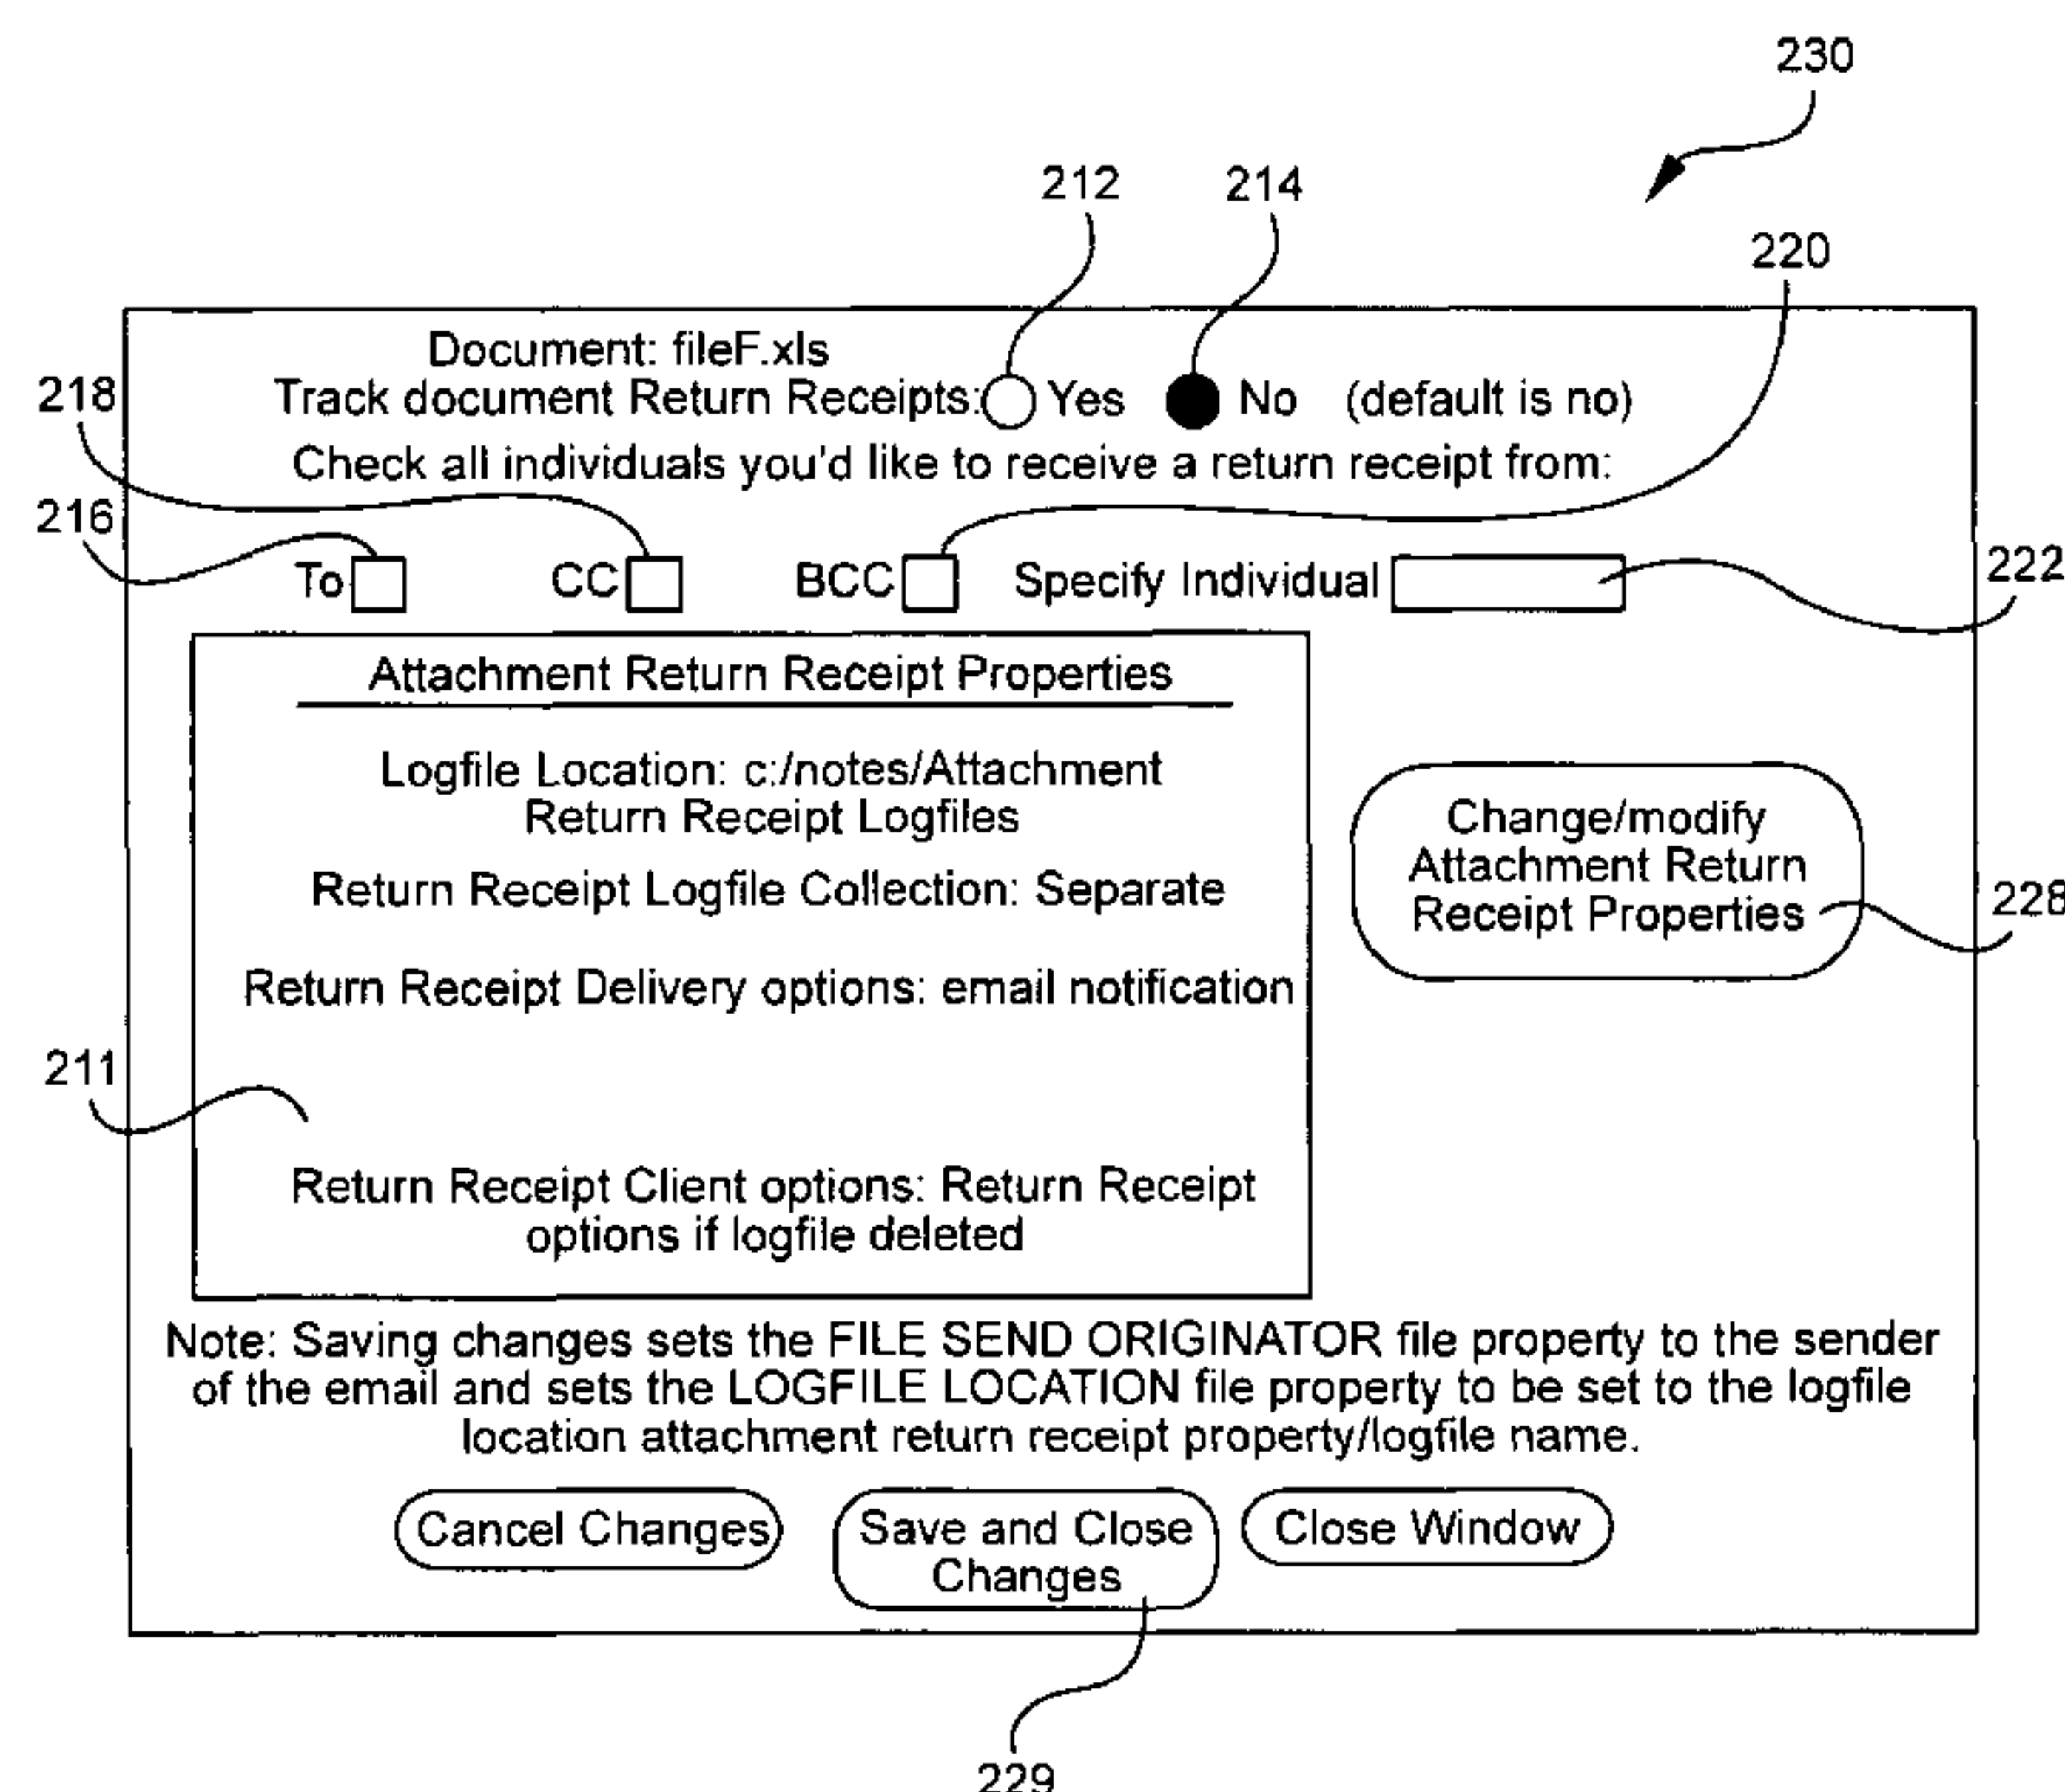 230
212
214
220
Document: fileF.xls
218
Track document Return Receipts: Yes No (default is no)
Check all individuals you'd like to receive a return receipt from:
216
To CC BCC Specify Individual
222
Attachment Return Receipt Properties
Logfile Location: c:/notes/Attachment
Return Receipt Logfiles
Return Receipt Logfile Collection: Separate
Return Receipt Delivery options: email notification
Change/modify
Attachment Return
Receipt Properties
228
211
Return Receipt Client options: Return Receipt
options if logfile deleted
Note: Saving changes sets the FILE SEND ORIGINATOR file property to the sender
of the email and sets the LOGFILE LOCATION file property to be set to the logfile
location attachment return receipt property/logfile name.
Cancel Changes
Save and Close
Changes
Close Window
229